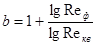 b = 1 + lg Re_ф / lg Re_кв